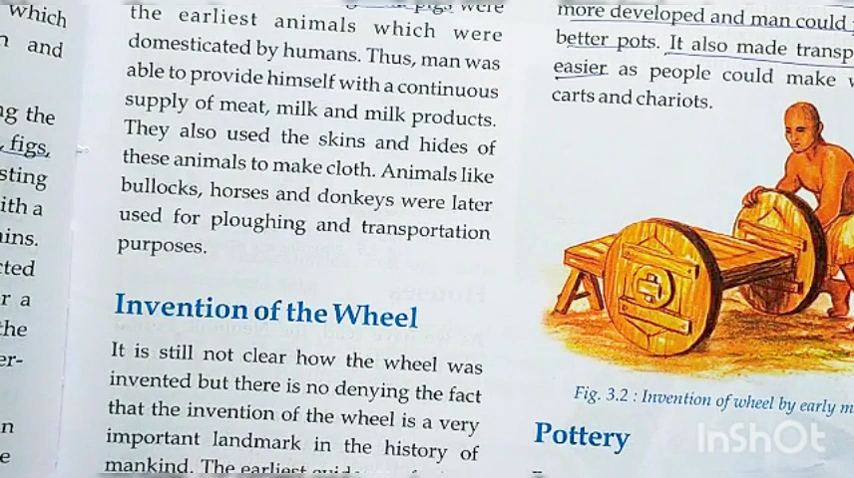 which
and
ng the
, figs,
sting
ith a
ains.
cted
r a
the
er-
n
e
pigs were
the earliest animals which were
domesticated by humans. Thus, man was
able to provide himself with a continuous
supply of meat, milk and milk products.
They also used the skins and hides of
these animals to make cloth. Animals like
bullocks, horses and donkeys were later
used for ploughing and transportation
purposes.
Invention of the Wheel
It is still not clear how the wheel was
invented but there is no denying the fact
that the invention of the wheel is a very
important landmark in the history of
mankind. The earliest
more developed and man could
better pots. It also made transp
easier as people could make w
carts and chariots.
Fig. 3.2 : Invention of wheel by early m
Pottery
InShOt